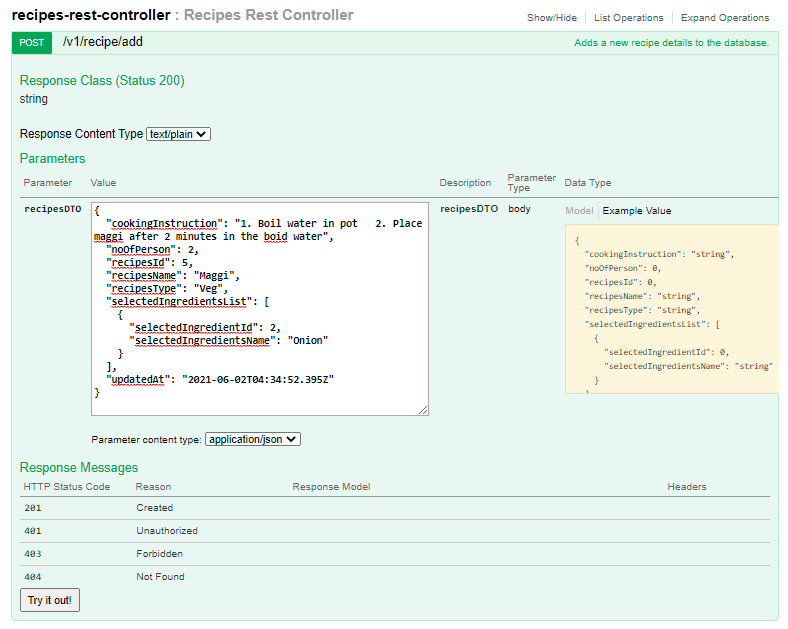 recipes-rest-controller : Recipes Rest Controller
Show/Hide List Operations Expand Operations
POST /v1/recipe/add
Adds a new recipe details to the database.
Response Class (Status 200)
string
Response Content Type text/plain
Parameters
Parameter Value Description Parameter Type Data Type
recipesDTO
{
"cookingInstruction": "1. Boil water in pot   2. Place
maggi after 2 minutes in the boid water",
"noOfPerson": 2,
"recipesId": 5,
"recipesName": "Maggi",
"recipesType": "Veg",
"selectedIngredientsList": [
{
"selectedIngredientId": 2,
"selectedIngredientsName": "Onion"
}
],
"updatedAt": "2021-06-02T04:34:52.395Z"
}
recipesDTO
body
Model Example Value
{
"cookingInstruction": "string",
"noOfPerson": 0,
"recipesId": 0,
"recipesName": "string",
"recipesType": "string",
"selectedIngredientsList": [
{
"selectedIngredientId": 0,
"selectedIngredientsName": "string"
}
Parameter content type: application/json
Response Messages
HTTP Status Code Reason Response Model Headers
201 Created
401 Unauthorized
403 Forbidden
404 Not Found
Try it out!